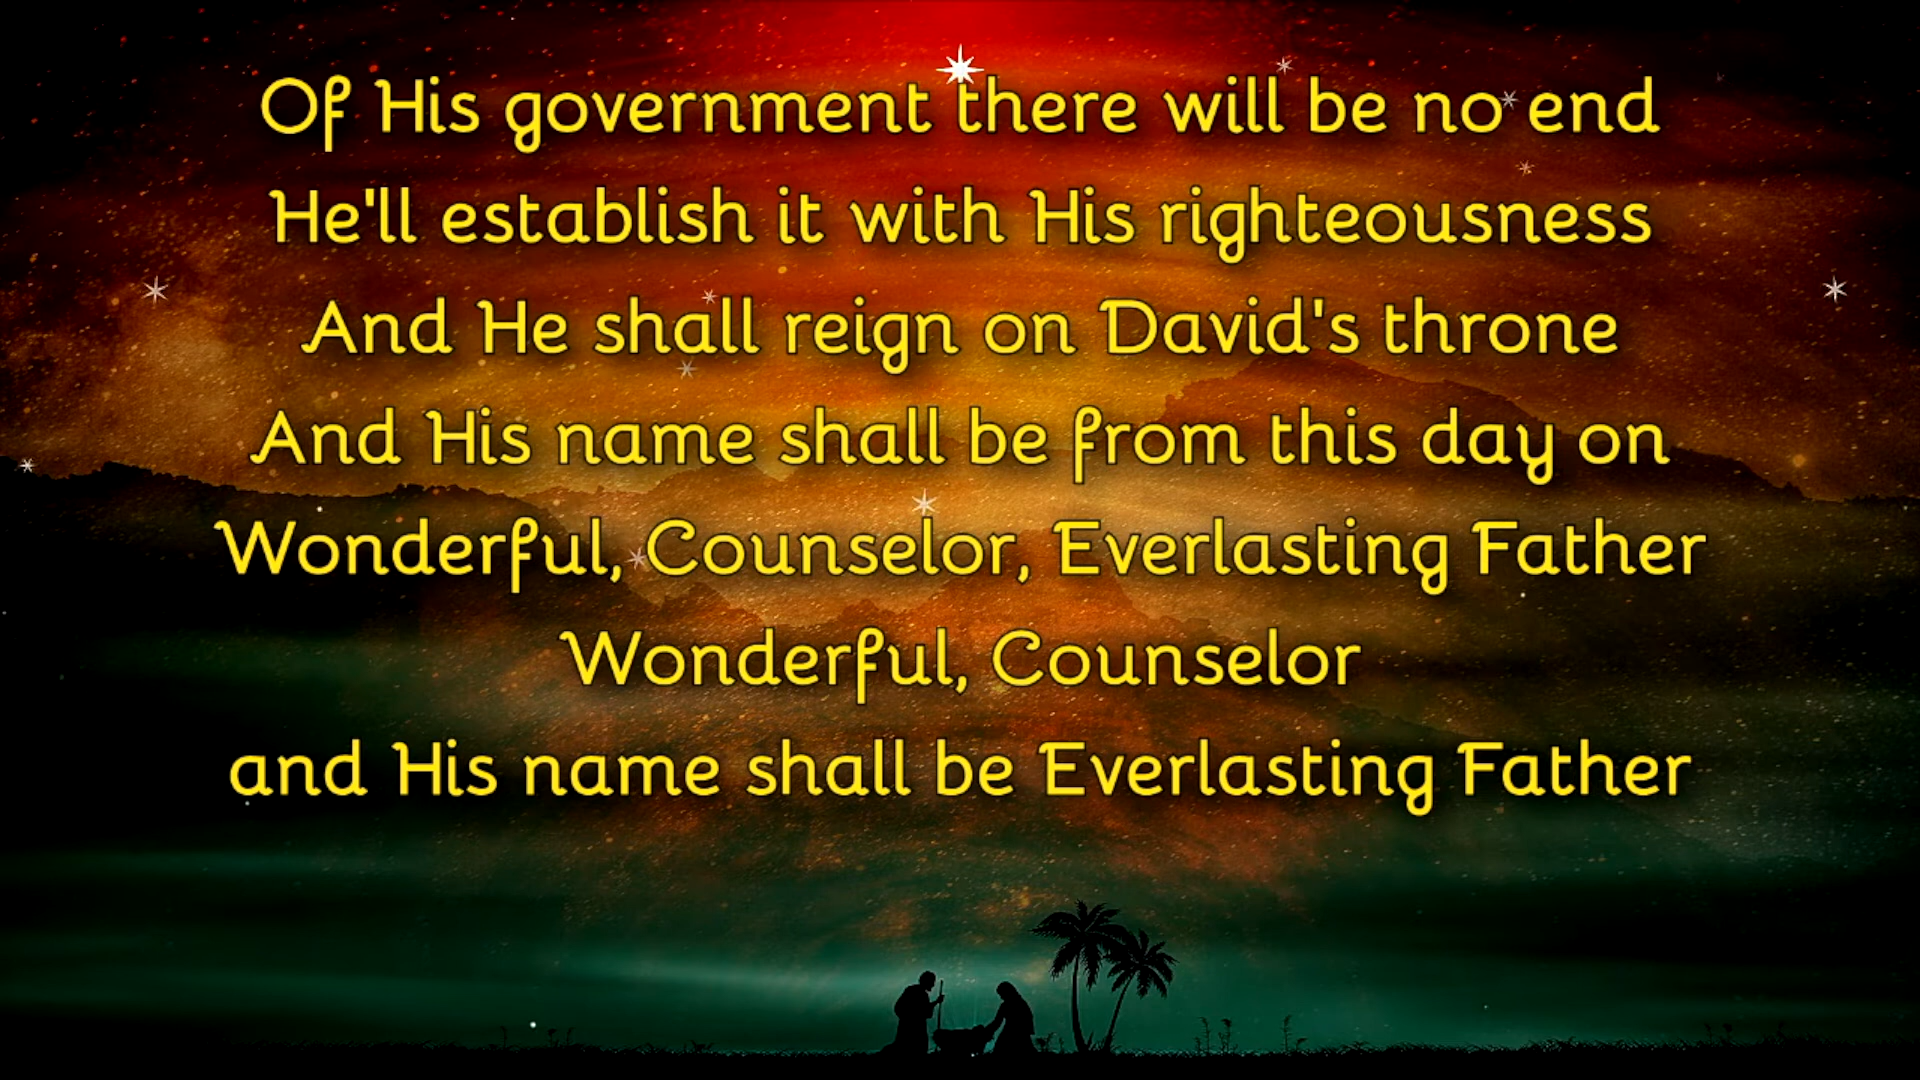 Of His government there will be no end
He'll establish it with His righteousness
And He shall reign on David's throne
And His name shall be from this day on
Wonderful, Counselor, Everlasting Father
Wonderful, Counselor
and His name shall be Everlasting Father